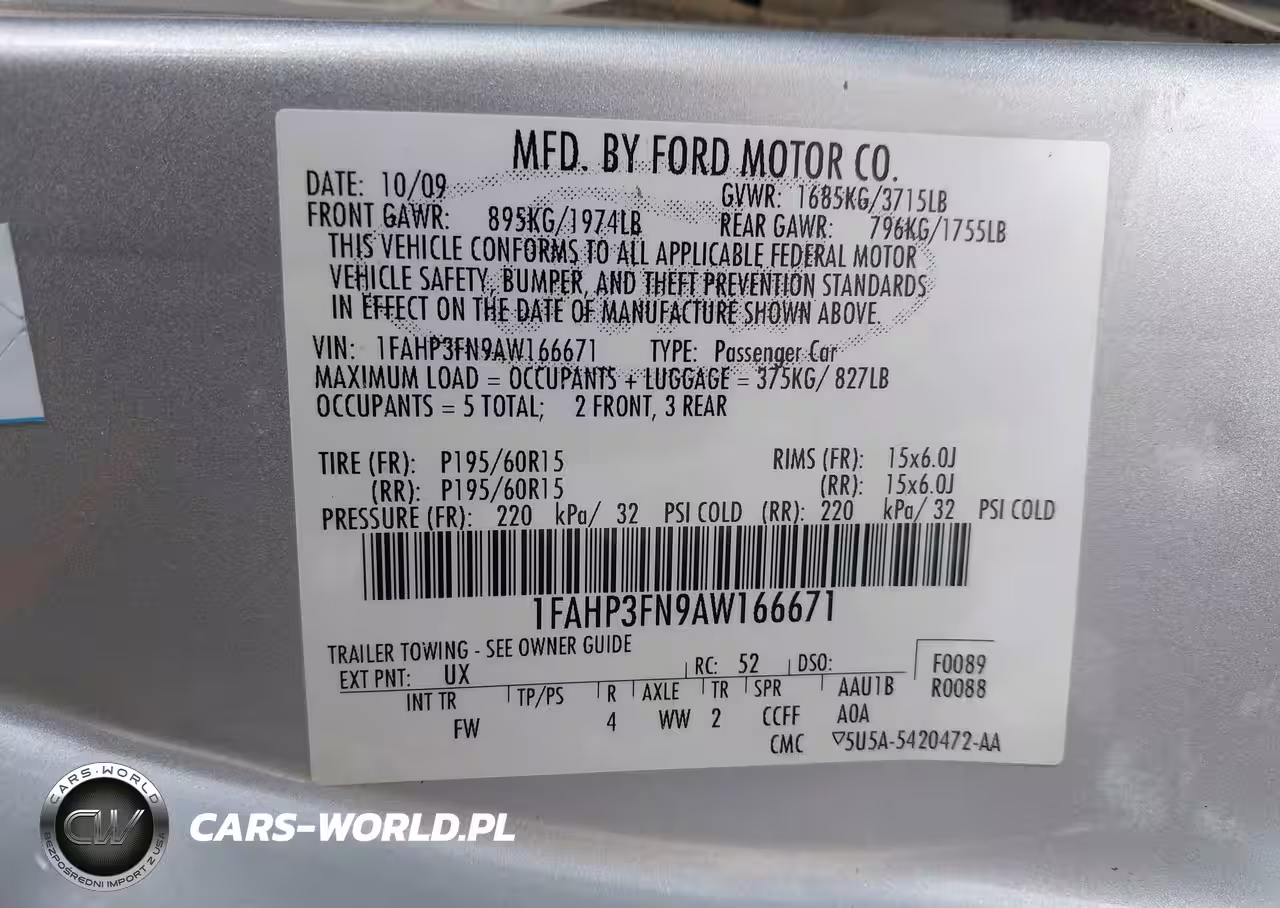 MFD. BY FORD MOTOR CO.
DATE: 10/09 GVWR: 1685KG/3715LB
FRONT GAWR: 895KG/1974LB REAR GAWR: 796KG/1755LB
THIS VEHICLE CONFORMS TO ALL APPLICABLE FEDERAL MOTOR
VEHICLE SAFETY, BUMPER, AND THEFT PREVENTION STANDARDS
IN EFFECT ON THE DATE OF MANUFACTURE SHOWN ABOVE.
VIN: 1FAHP3FN9AW166671 TYPE: Passenger Car
MAXIMUM LOAD = OCCUPANTS + LUGGAGE = 375KG/ 827LB
OCCUPANTS = 5 TOTAL; 2 FRONT, 3 REAR
TIRE (FR): P195/60R15 RIMS (FR): 15x6.0J
(RR): P195/60R15 (RR): 15x6.0J
PRESSURE (FR): 220 kPa/ 32 PSI COLD (RR): 220 kPa/ 32 PSI COLD
1FAHP3FN9AW166671
TRAILER TOWING - SEE OWNER GUIDE
EXT PNT: UX RC: 52 DSO: F0089
INT TR TP/PS R AXLE TR SPR AAU1B R0088
FW 4 WW 2 CCFF A0A
CMC ▽5U5A-5420472-AA
CARS-WORLD
CW
BEZPOŚREDNI IMPORT Z USA
CARS-WORLD.PL